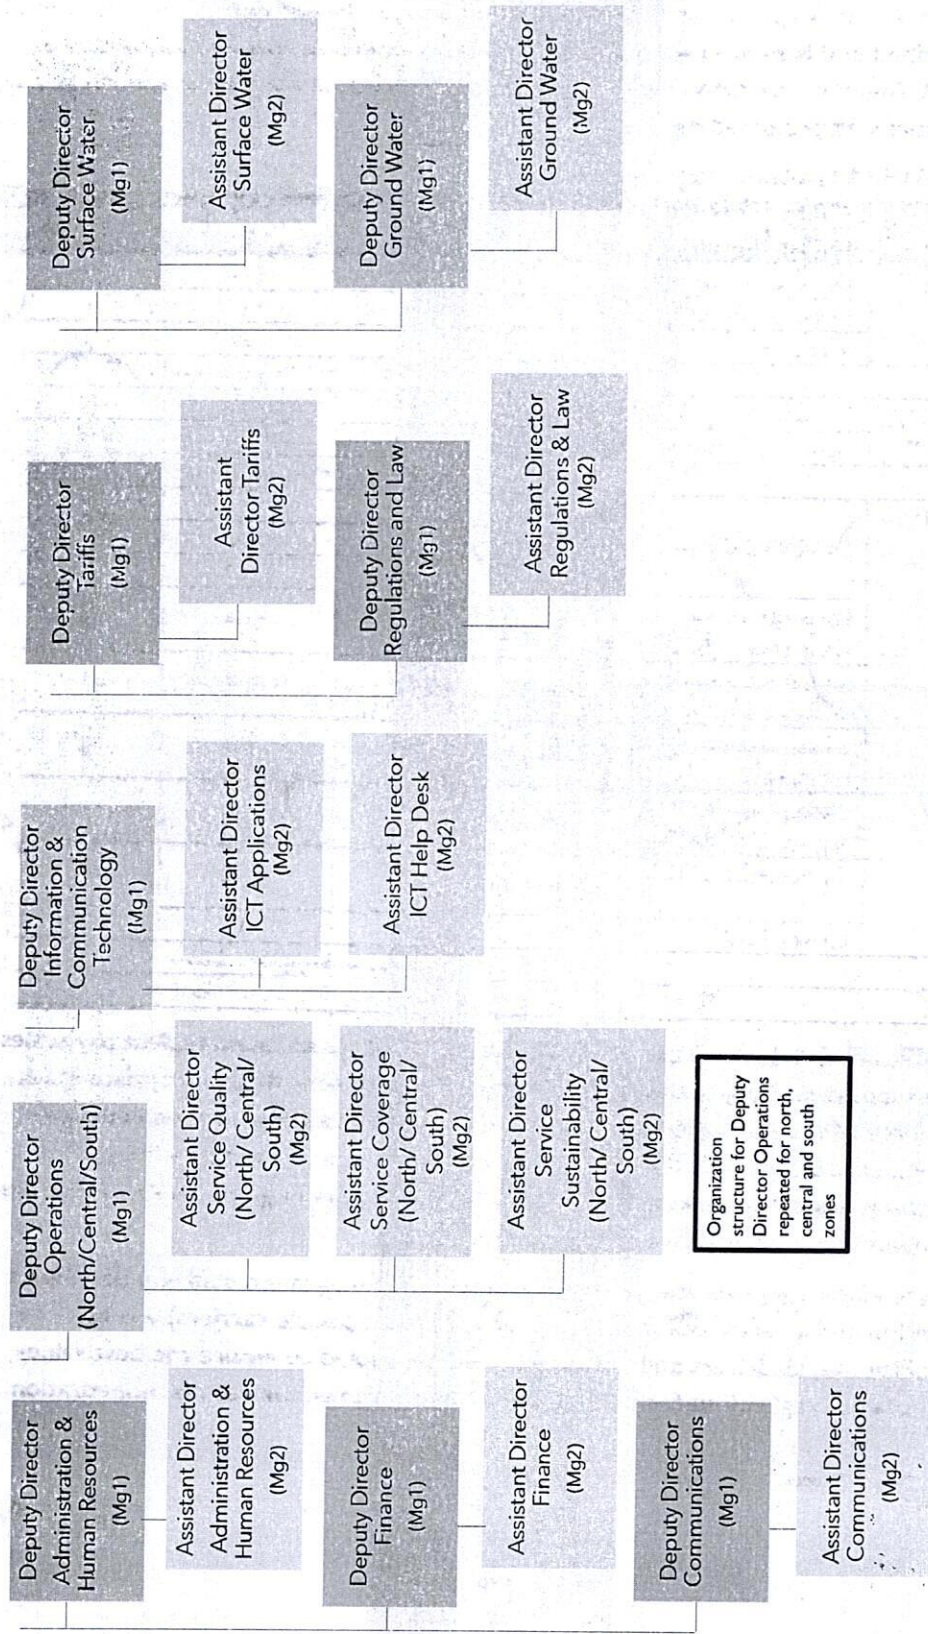 Deputy Director
Administration &
Human Resources
(Mg1)
Assistant Director
Administration &
Human Resources
(Mg2)
Deputy Director
Finance
(Mg1)
Assistant Director
Finance
(Mg2)
Deputy Director
Communications
(Mg1)
Assistant Director
Communications
(Mg2)
Deputy Director
Operations
(North/Central/South)
(Mg1)
Assistant Director
Service Quality
(North/ Central/
South)
(Mg2)
Assistant Director
Service Coverage
(North/ Central/
South)
(Mg2)
Assistant Director
Service
Sustainability
(North/ Central/
South)
(Mg2)
Organization
structure for Deputy
Director Operations
repeated for north,
central and south
zones
Deputy Director
Information &
Communication
Technology
(Mg1)
Assistant Director
ICT Applications
(Mg2)
Assistant Director
ICT Help Desk
(Mg2)
Deputy Director
Tariffs
(Mg1)
Assistant
Director Tariffs
(Mg2)
Deputy Director
Regulations and Law
(Mg1)
Assistant Director
Regulations & Law
(Mg2)
Deputy Director
Surface Water
(Mg1)
Assistant Director
Surface Water
(Mg2)
Deputy Director
Ground Water
(Mg1)
Assistant Director
Ground Water
(Mg2)